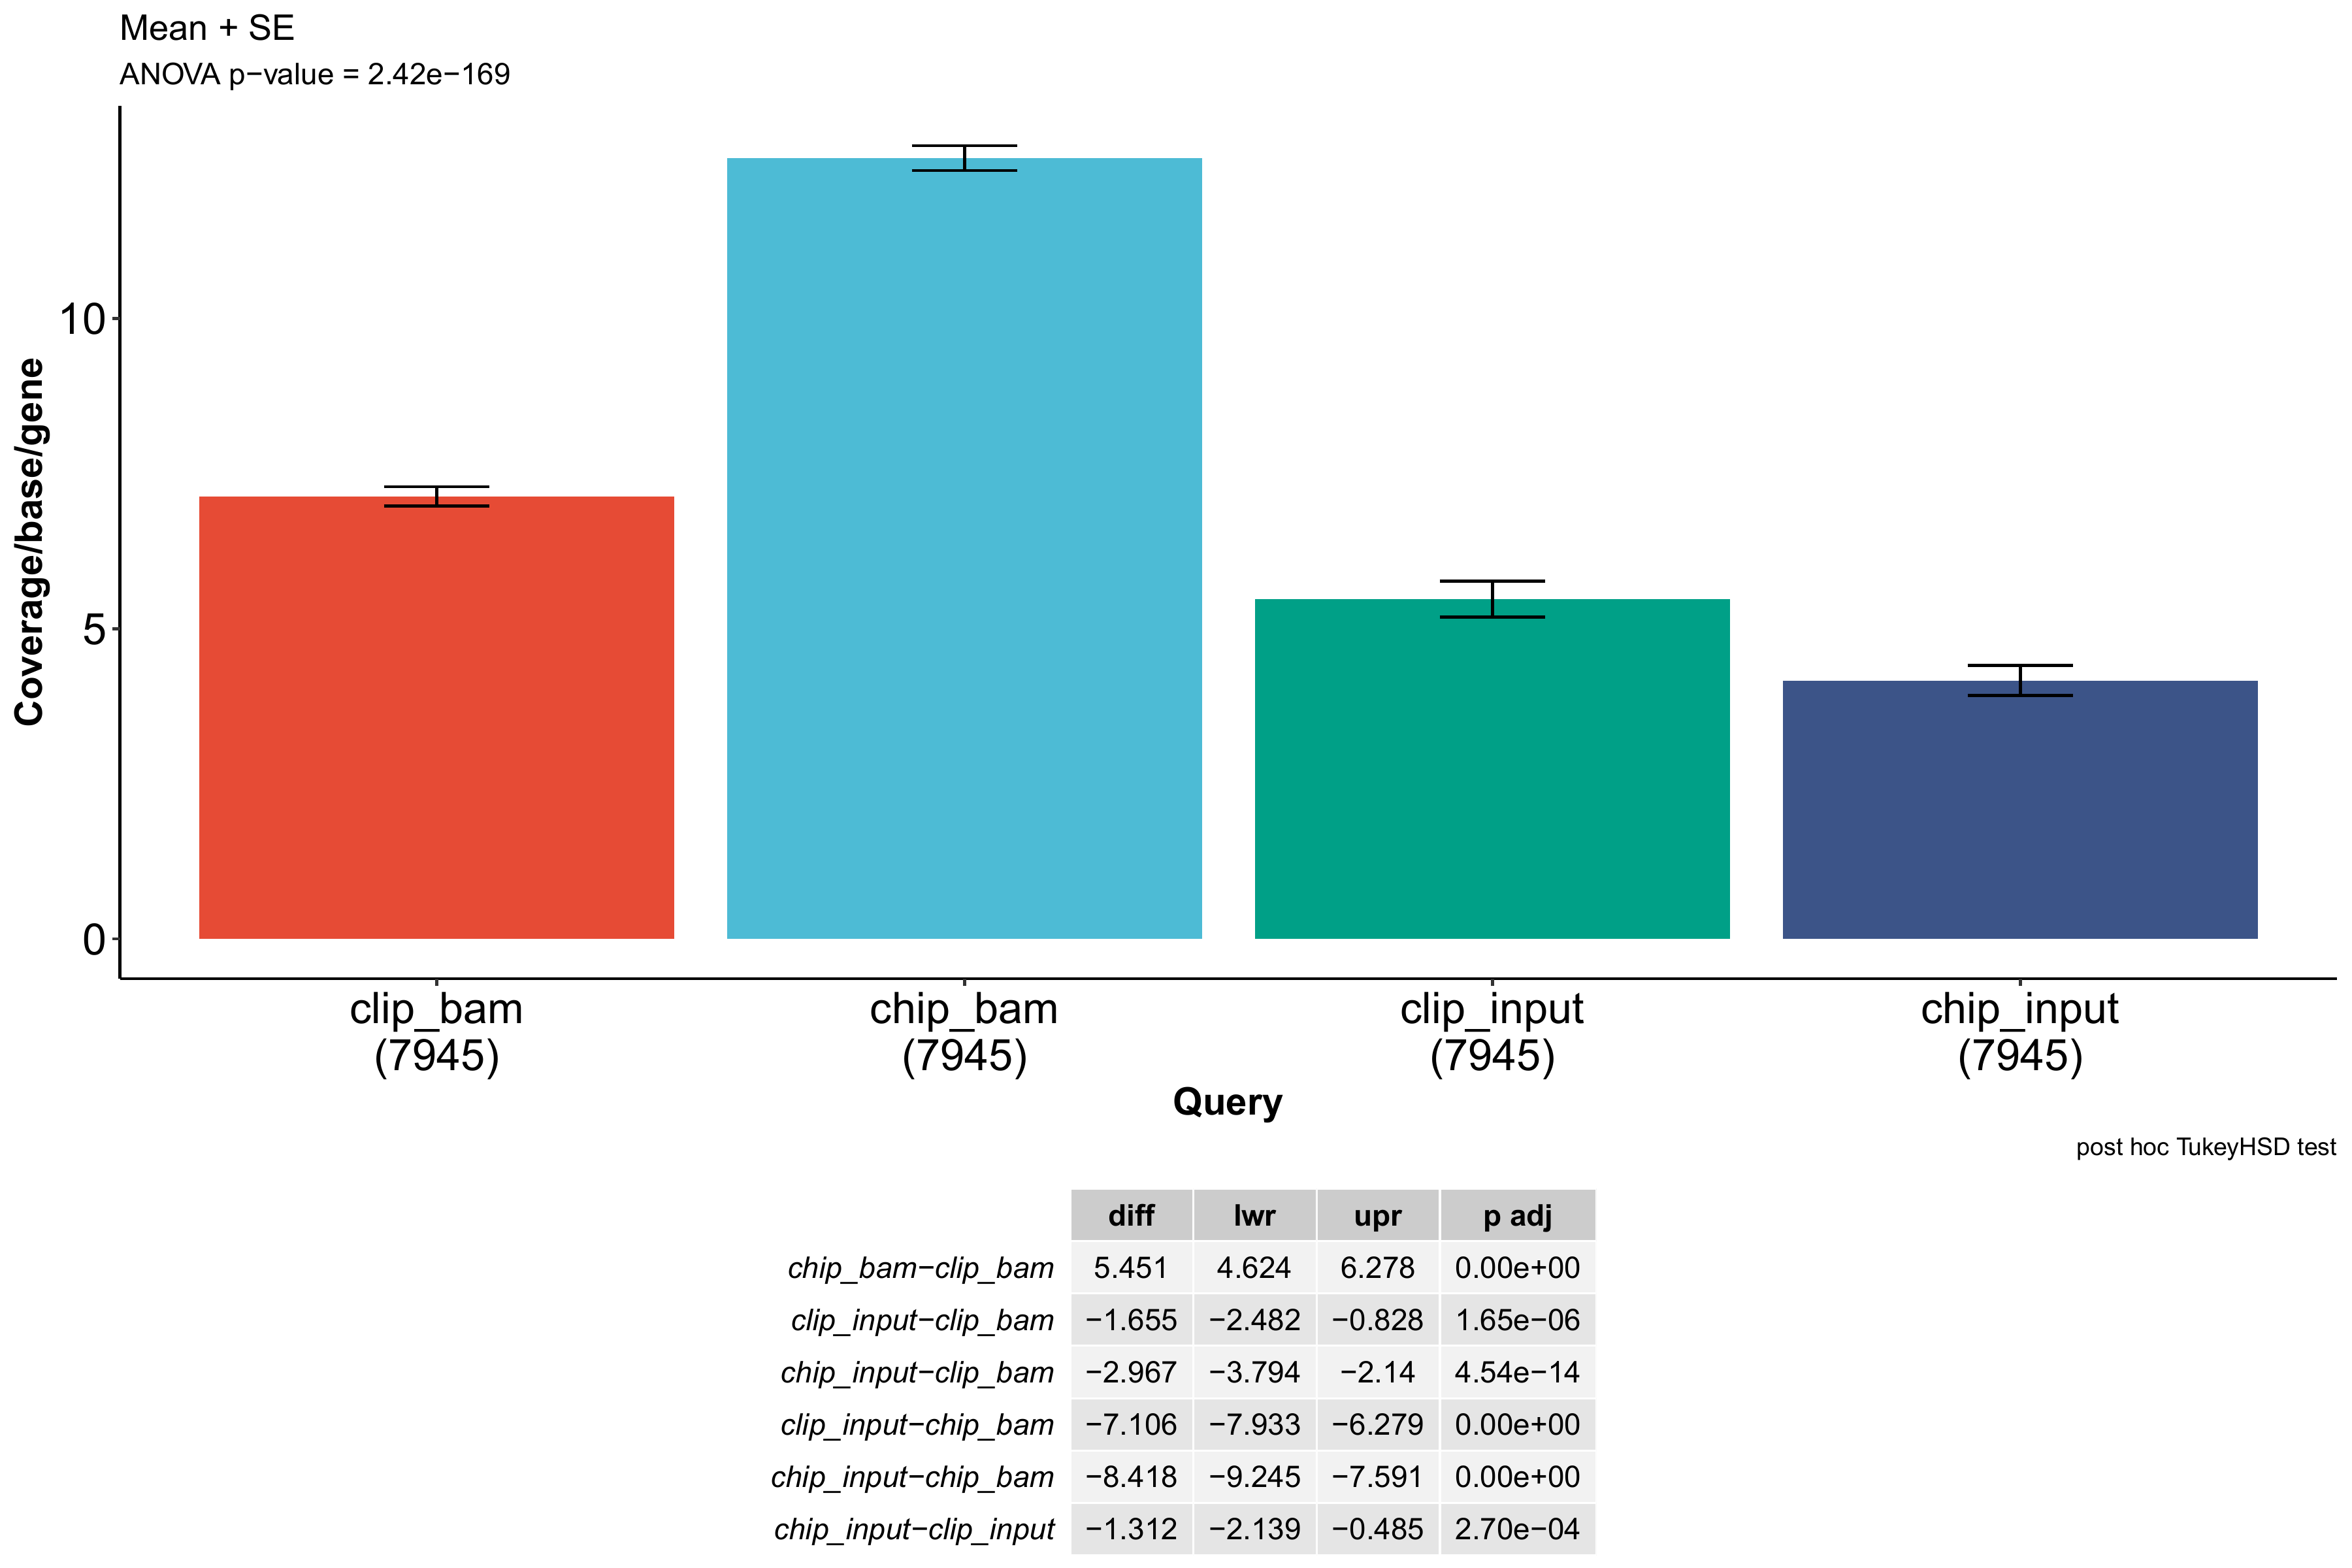 Mean + SE
ANOVA p−value = 2.42e−169
Coverage/base/gene
10
5
0
clip_bam chip_bam clip_input chip_input
(7945) (7945) (7945) (7945)
Query
post hoc TukeyHSD test
diff lwr upr p adj
chip_bam−clip_bam 5.451 4.624 6.278 0.00e+00
clip_input−clip_bam −1.655 −2.482 −0.828 1.65e−06
chip_input−clip_bam −2.967 −3.794 −2.14 4.54e−14
clip_input−chip_bam −7.106 −7.933 −6.279 0.00e+00
chip_input−chip_bam −8.418 −9.245 −7.591 0.00e+00
chip_input−clip_input −1.312 −2.139 −0.485 2.70e−04